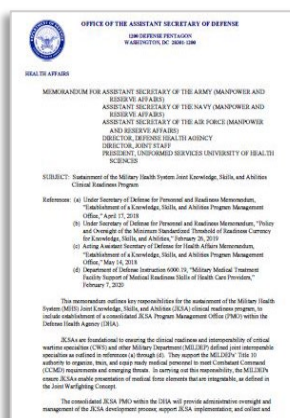 OFFICE OF THE ASSISTANT SECRETARY OF DEFENSE
1200 DEFENSE PENTAGON
WASHINGTON, DC 20301-1200
HEALTH AFFAIRS
MEMORANDUM FOR ASSISTANT SECRETARY OF THE ARMY (MANPOWER AND
RESERVE AFFAIRS)
ASSISTANT SECRETARY OF THE NAVY (MANPOWER AND
RESERVE AFFAIRS)
ASSISTANT SECRETARY OF THE AIR FORCE (MANPOWER
AND RESERVE AFFAIRS)
DIRECTOR, DEFENSE HEALTH AGENCY
DIRECTOR, JOINT STAFF
PRESIDENT, UNIFORMED SERVICES UNIVERSITY OF HEALTH
SCIENCES
SUBJECT: Sustainment of the Military Health System Joint Knowledge, Skills, and Abilities
Clinical Readiness Program
References: (a) Under Secretary of Defense for Personnel and Readiness Memorandum,
"Establishment of a Knowledge, Skills, and Abilities Program Management
Office," April 17, 2018
(b) Under Secretary of Defense for Personnel and Readiness Memorandum, "Policy
and Oversight of the Minimum Standardized Threshold of Readiness Currency
for Knowledge, Skills, and Abilities," February 26, 2019
(c) Acting Assistant Secretary of Defense for Health Affairs Memorandum,
"Establishment of a Knowledge, Skills, and Abilities Program Management
Office," May 14, 2018
(d) Department of Defense Instruction 6000.19, "Military Medical Treatment
Facility Support of Medical Readiness Skills of Health Care Providers,"
February 7, 2020
This memorandum outlines key responsibilities for the sustainment of the Military Health
System (MHS) Joint Knowledge, Skills, and Abilities (JKSA) clinical readiness program, to
include establishment of a consolidated JKSA Program Management Office (PMO) within the
Defense Health Agency (DHA).
JKSAs are foundational to ensuring the clinical readiness and interoperability of critical
wartime specialties (CWS) and other Military Department (MILDEP) defined joint interoperable
specialties as outlined in references (a) through (d). They support the MILDEPs' Title 10
authority to organize, train, and equip ready medical personnel to meet Combatant Command
(CCMD) requirements and emerging threats. In carrying out this responsibility, the MILDEPs
ensure JKSAs enable presentation of medical force elements that are integratable, as defined in
the Joint Warfighting Concept.
The consolidated JKSA PMO within the DHA will provide administrative oversight and
management of the JKSA development process, support JKSA implementation, and collect and